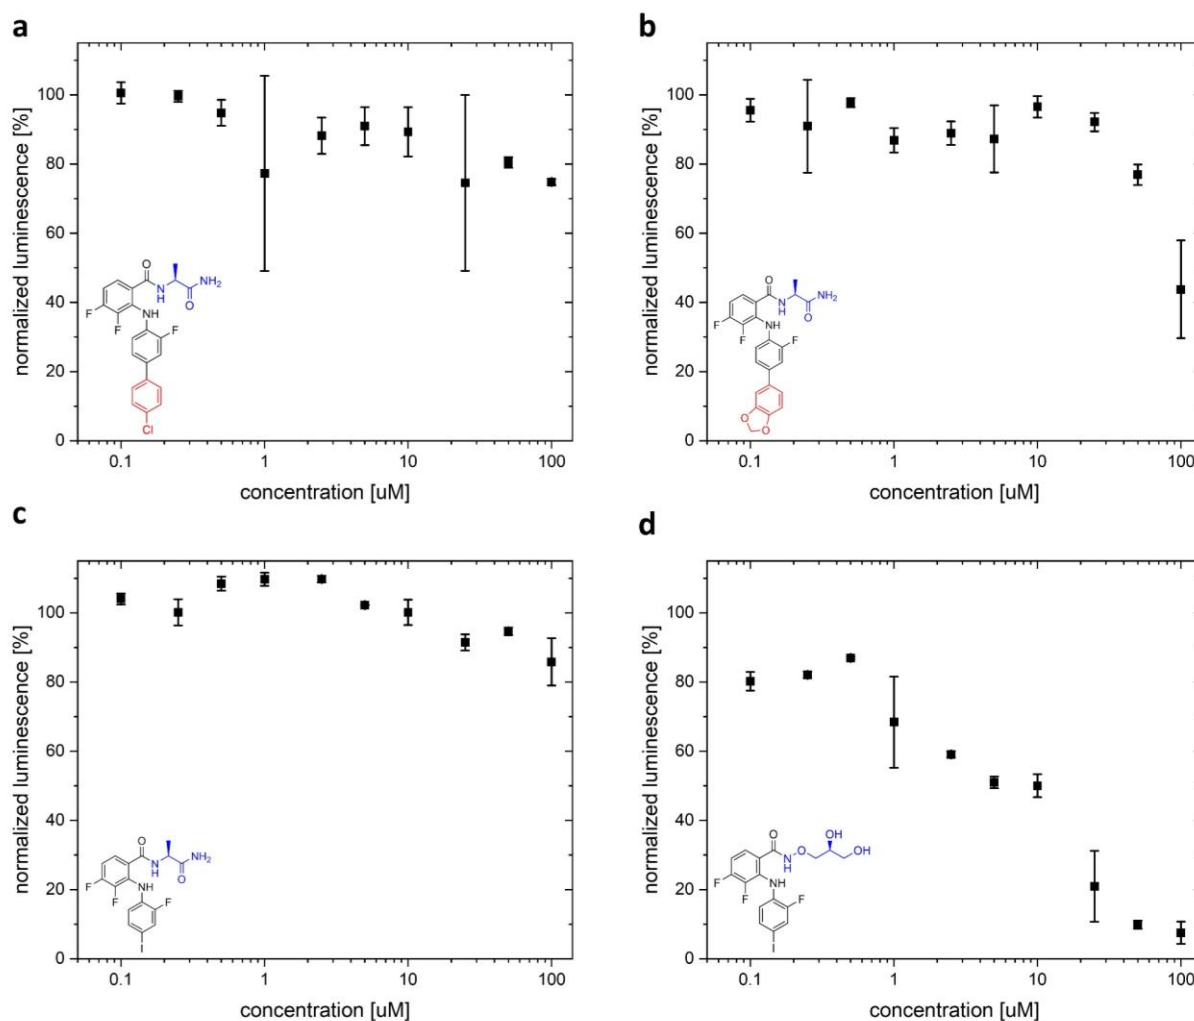 a
normalized luminescence [%]
100
80
60
40
20
0
O
N
H
NH₂
O
F
F
NH
F
Cl
0.1
1
10
100
concentration [uM]
b
normalized luminescence [%]
100
80
60
40
20
0
O
N
H
NH₂
O
F
F
NH
F
O
O
0.1
1
10
100
concentration [uM]
c
normalized luminescence [%]
100
80
60
40
20
0
O
N
H
NH₂
O
F
F
NH
F
I
0.1
1
10
100
concentration [uM]
d
normalized luminescence [%]
100
80
60
40
20
0
O
N
H
O
OH
OH
F
F
NH
F
I
0.1
1
10
100
concentration [uM]